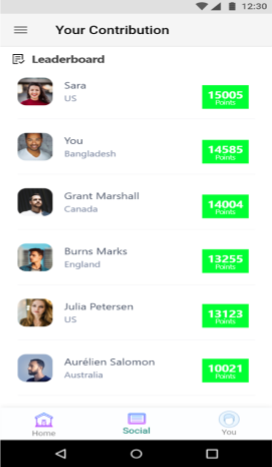 12:30
Your Contribution
Leaderboard
Sara
US
15005
Points
You
Bangladesh
14585
Points
Grant Marshall
Canada
14004
Points
Burns Marks
England
13255
Points
Julia Petersen
US
13123
Points
Aurélien Salomon
Australia
10021
Points
Home
Social
You